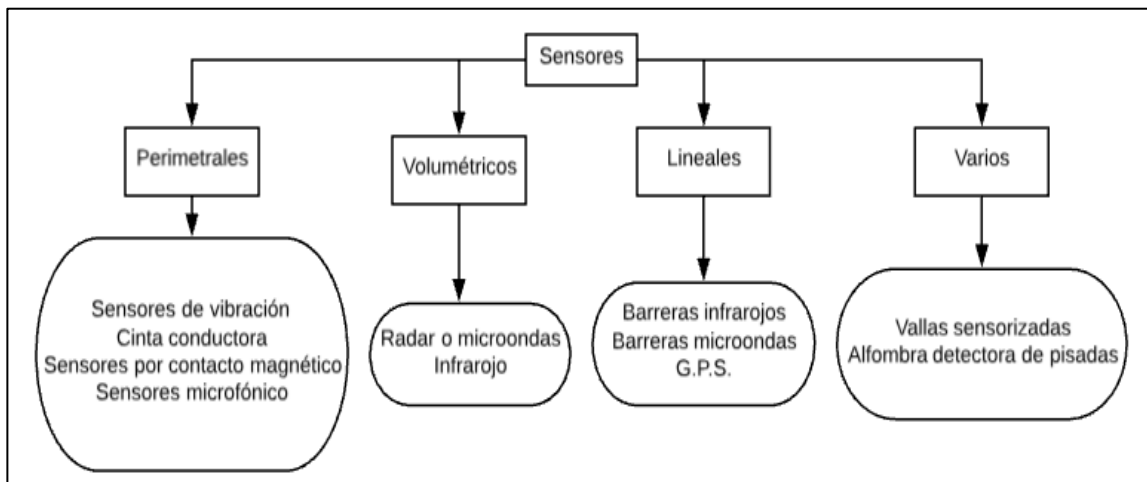 Sensores
Perimetrales
Volumétricos
Lineales
Varios
Sensores de vibración
Cinta conductora
Sensores por contacto magnético
Sensores microfónico
Radar o microondas
Infrarojo
Barreras infrarojos
Barreras microondas
G.P.S.
Vallas sensorizadas
Alfombra detectora de pisadas